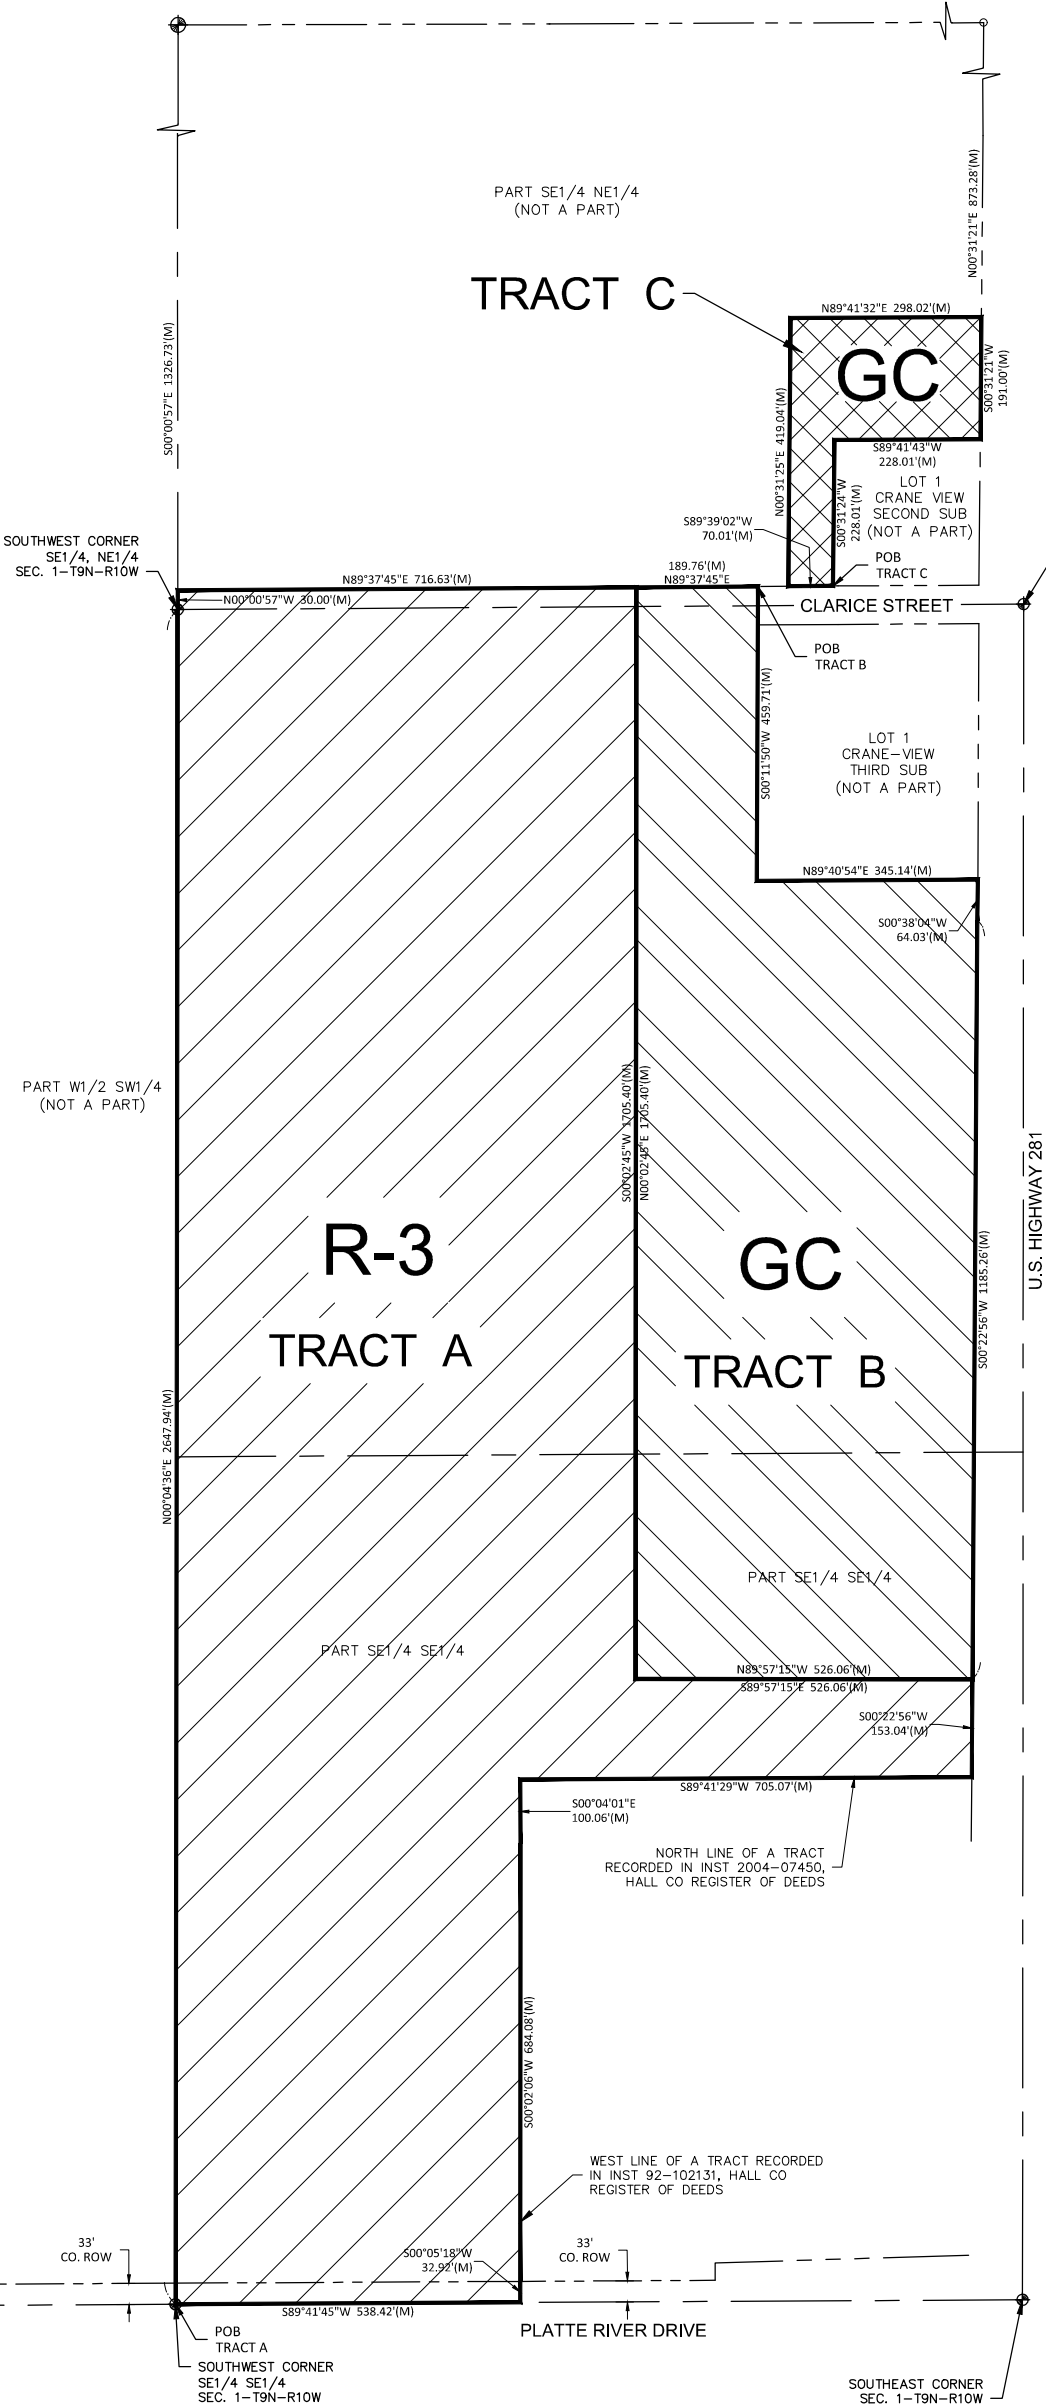 PART SE1/4 NE1/4
(NOT A PART)
N00°31'21"E 873.28'(M)
TRACT C
N89°41'32"E 298.02'(M)
GC
S00°31'21"W
191.00'(M)
S00°00'57"E 1326.73'(M)
N00°31'25"E 419.04'(M)
S89°41'43"W
228.01'(M)
S00°31'24"W
228.01'(M)
LOT 1
CRANE VIEW
SECOND SUB
(NOT A PART)
S89°39'02"W
70.01'(M)
POB
TRACT C
SOUTHWEST CORNER
SE1/4, NE1/4
SEC. 1-T9N-R10W
N89°37'45"E 716.63'(M)
189.76'(M)
N89°37'45"E
N00°00'57"W 30.00'(M)
CLARICE STREET
POB
TRACT B
S00°11'50"W 459.71'(M)
LOT 1
CRANE-VIEW
THIRD SUB
(NOT A PART)
N89°40'54"E 345.14'(M)
S00°38'04"W
64.03'(M)
PART W1/2 SW1/4
(NOT A PART)
S00°02'45"W 1705.40'(M)
N00°02'45"E 1705.40'(M)
U.S. HIGHWAY 281
R-3
TRACT A
GC
TRACT B
S00°22'56"W 1185.26'(M)
N00°04'36"E 2647.94'(M)
PART SE1/4 SE1/4
PART SE1/4 SE1/4
N89°57'15"W 526.06'(M)
S89°57'15"E 526.06'(M)
S00°22'56"W
153.04'(M)
S89°41'29"W 705.07'(M)
S00°04'01"E
100.06'(M)
NORTH LINE OF A TRACT
RECORDED IN INST 2004-07450,
HALL CO REGISTER OF DEEDS
S00°02'06"W 684.08'(M)
WEST LINE OF A TRACT RECORDED
IN INST 92-102131, HALL CO
REGISTER OF DEEDS
33'
CO. ROW
S00°05'18"W
32.92'(M)
33'
CO. ROW
S89°41'45"W 538.42'(M)
PLATTE RIVER DRIVE
POB
TRACT A
SOUTHWEST CORNER
SE1/4 SE1/4
SEC. 1-T9N-R10W
SOUTHEAST CORNER
SEC. 1-T9N-R10W